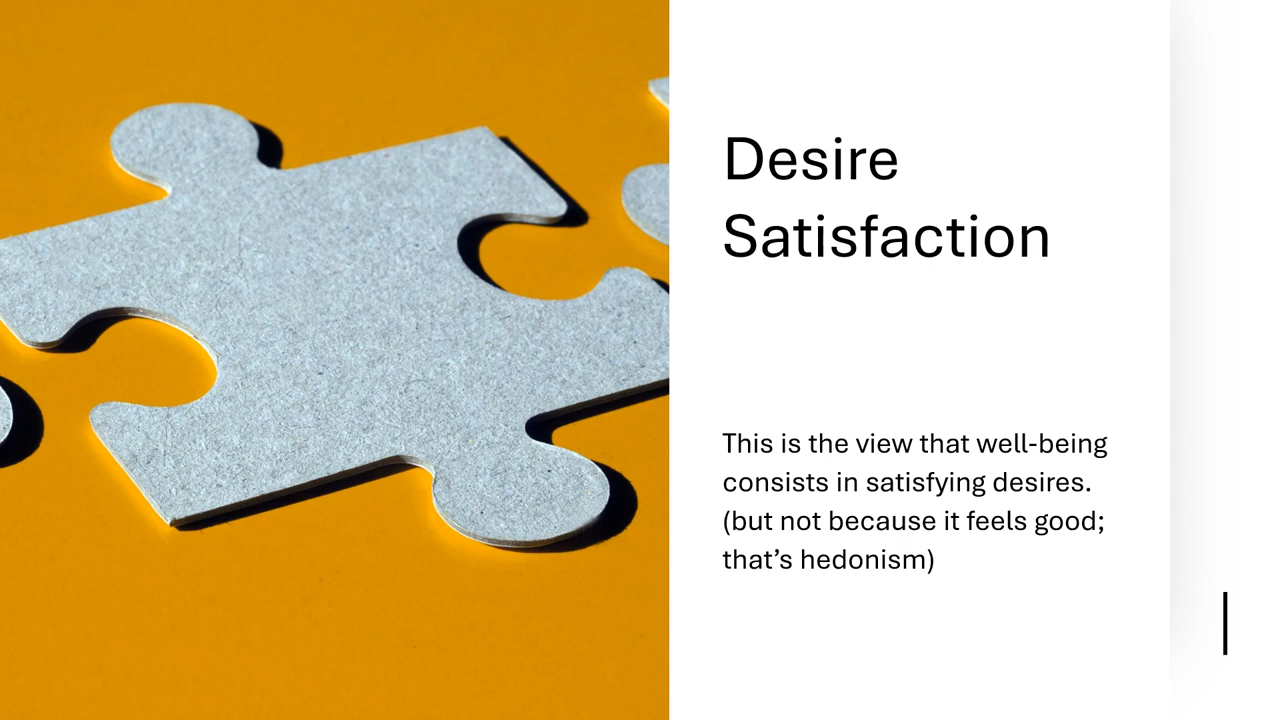 Desire
Satisfaction
This is the view that well-being
consists in satisfying desires.
(but not because it feels good;
that’s hedonism)